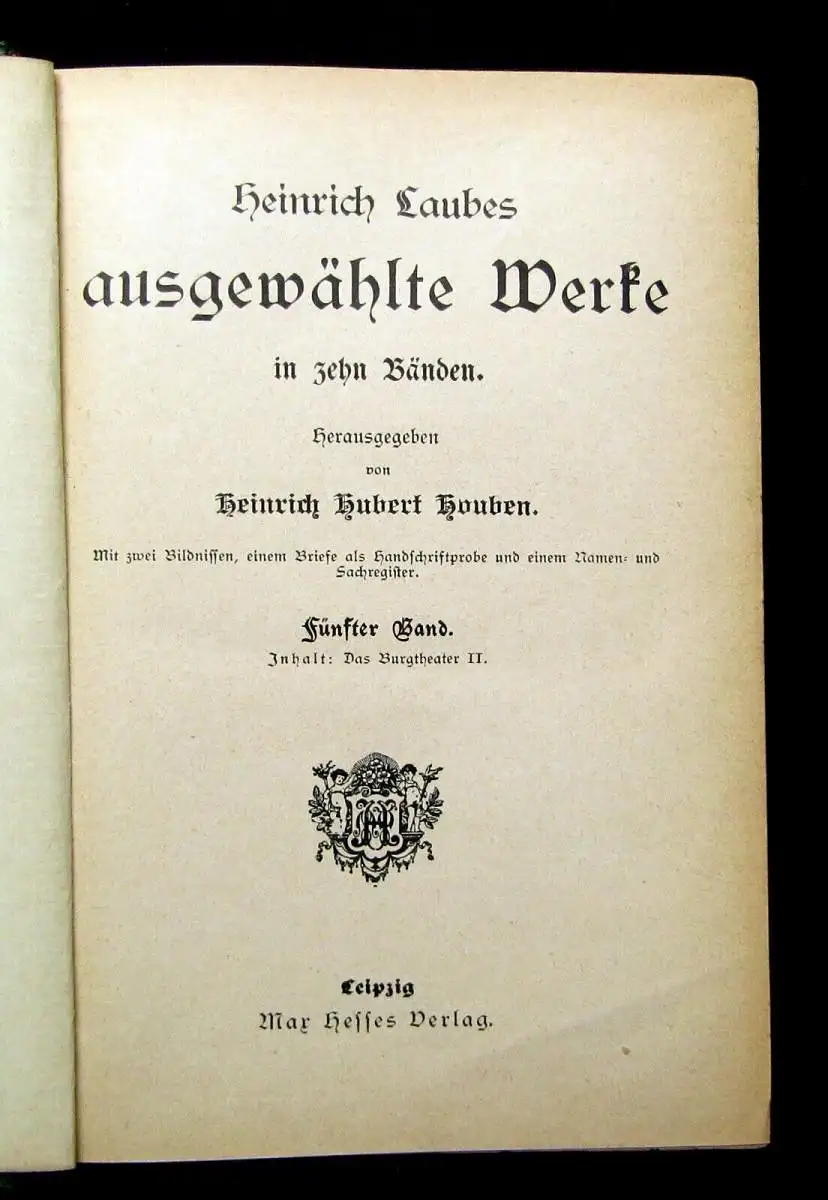 Heinrich Laubes
ausgewählte Werke
in zehn Bänden.
Herausgegeben
von
Heinrich Hubert Houben.
Mit zwei Bildnissen, einem Briefe als Handschriftprobe und einem Namen- und
Sachregister.
Fünfter Band.
Inhalt: Das Burgtheater II.
Leipzig
Max Hesses Verlag.